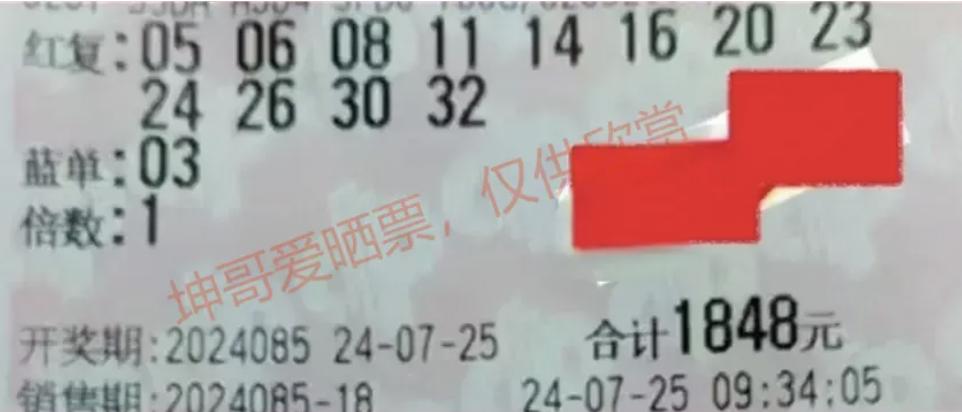 红复:05 06 08 11 14 16 20 23
24 26 30 32
蓝单:03
倍数:1
坤哥爱晒票，仅供欣赏
开奖期:2024085 24-07-25 合计1848元
销售期:2024085-18 24-07-25 09:34:05